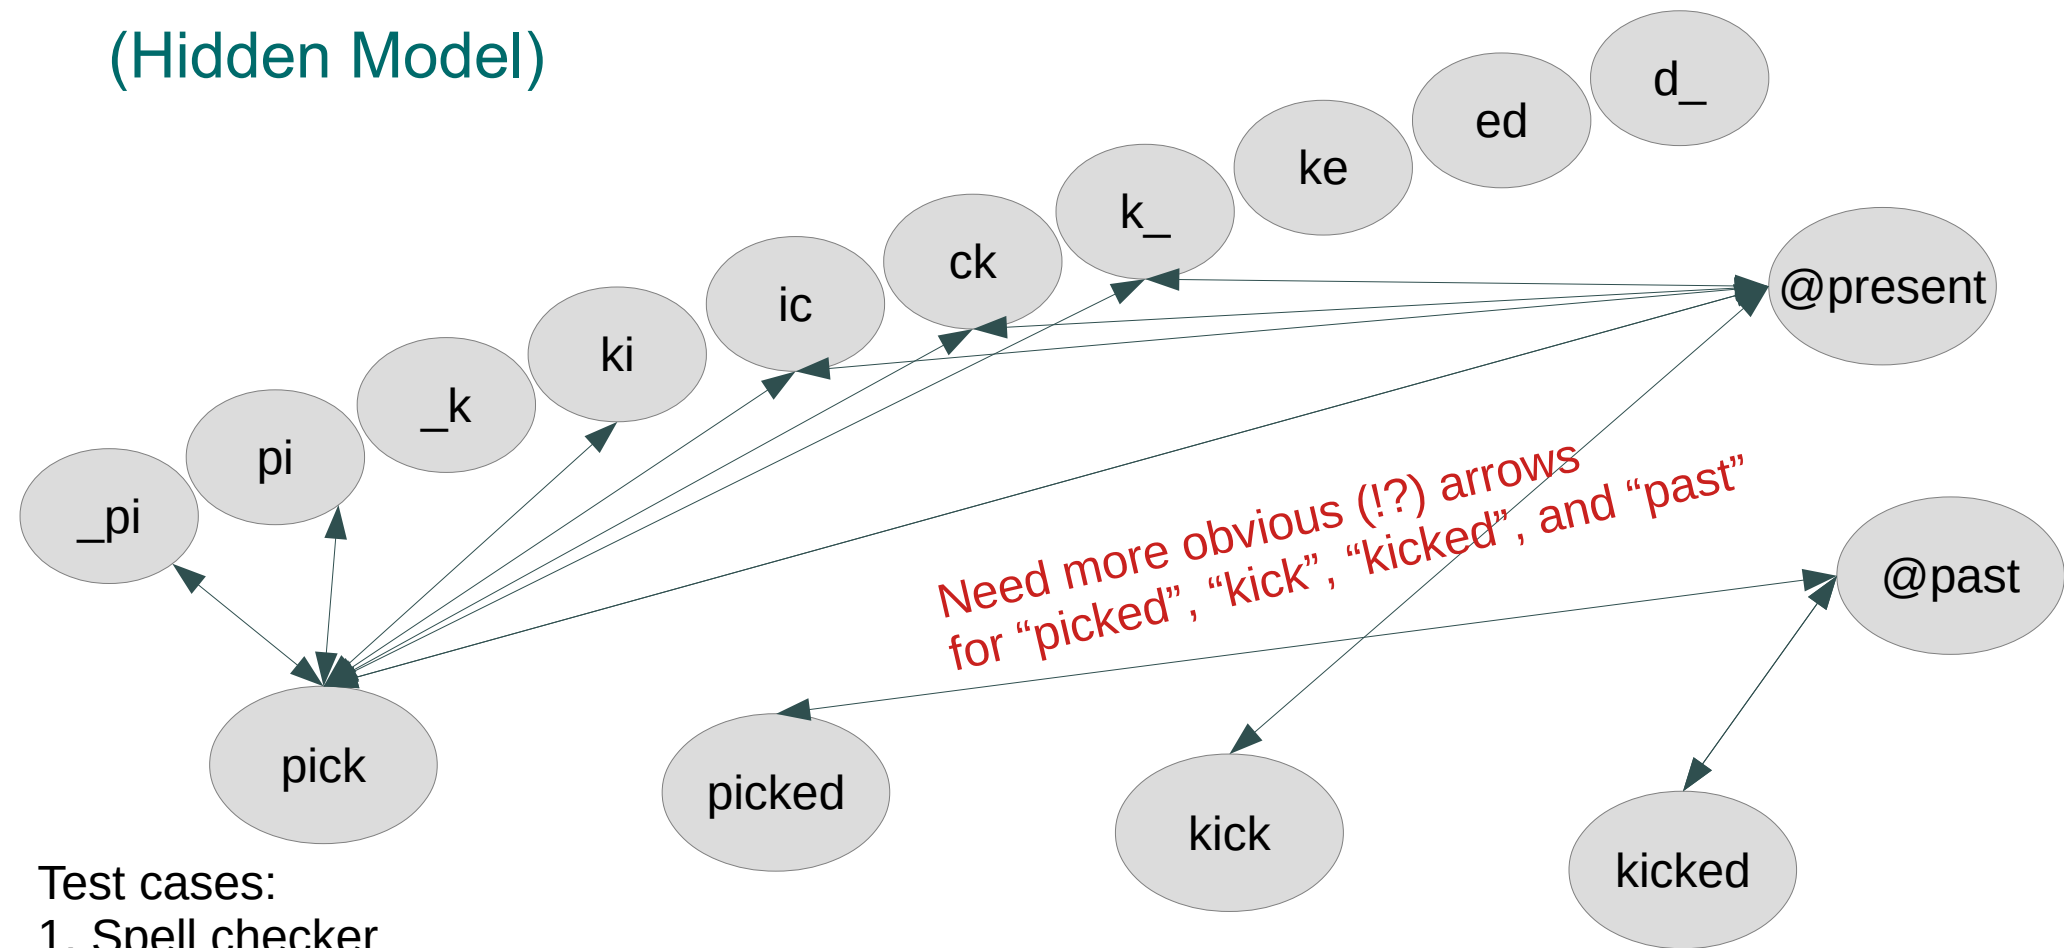 (Hidden Model)
d_
ed
ke
k_
ck
ic
ki
_k
pi
_pi
@present
Need more obvious (!?) arrows
for “picked”, “kick”, “kicked”, and “past”
@past
pick
picked
kick
kicked
Test cases:
1. Spell checker